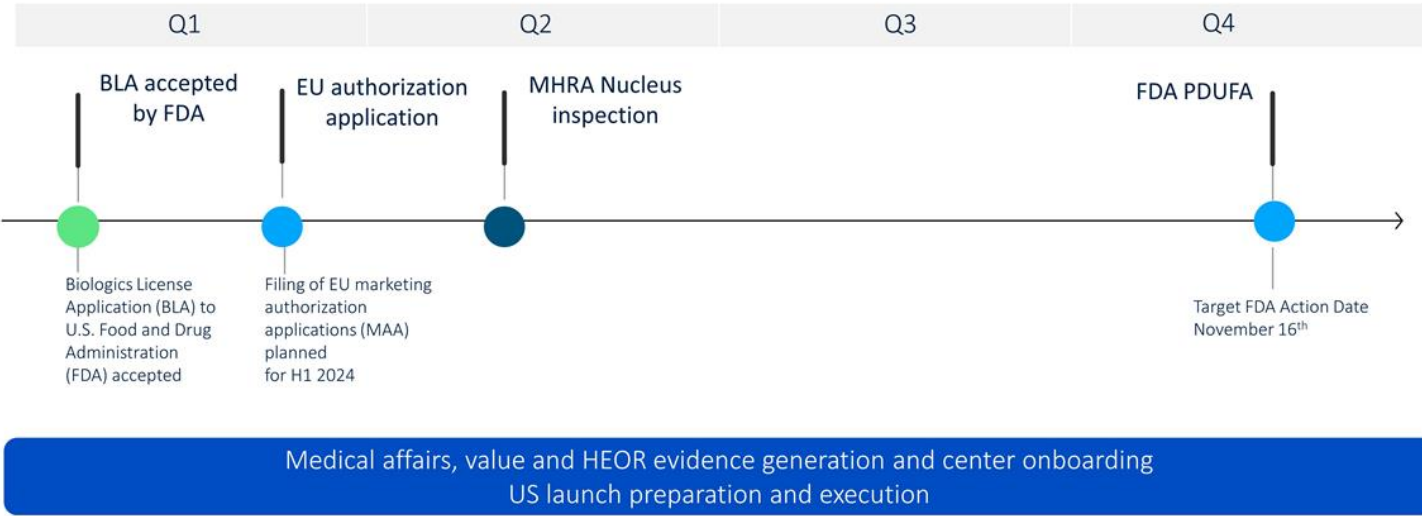 Q1 Q2 Q3 Q4
BLA accepted
by FDA
EU authorization
application
MHRA Nucleus
inspection
FDA PDUFA
Biologics License
Application (BLA) to
U.S. Food and Drug
Administration
(FDA) accepted
Filing of EU marketing
authorization
applications (MAA)
planned
for H1 2024
Target FDA Action Date
November 16th
Medical affairs, value and HEOR evidence generation and center onboarding
US launch preparation and execution